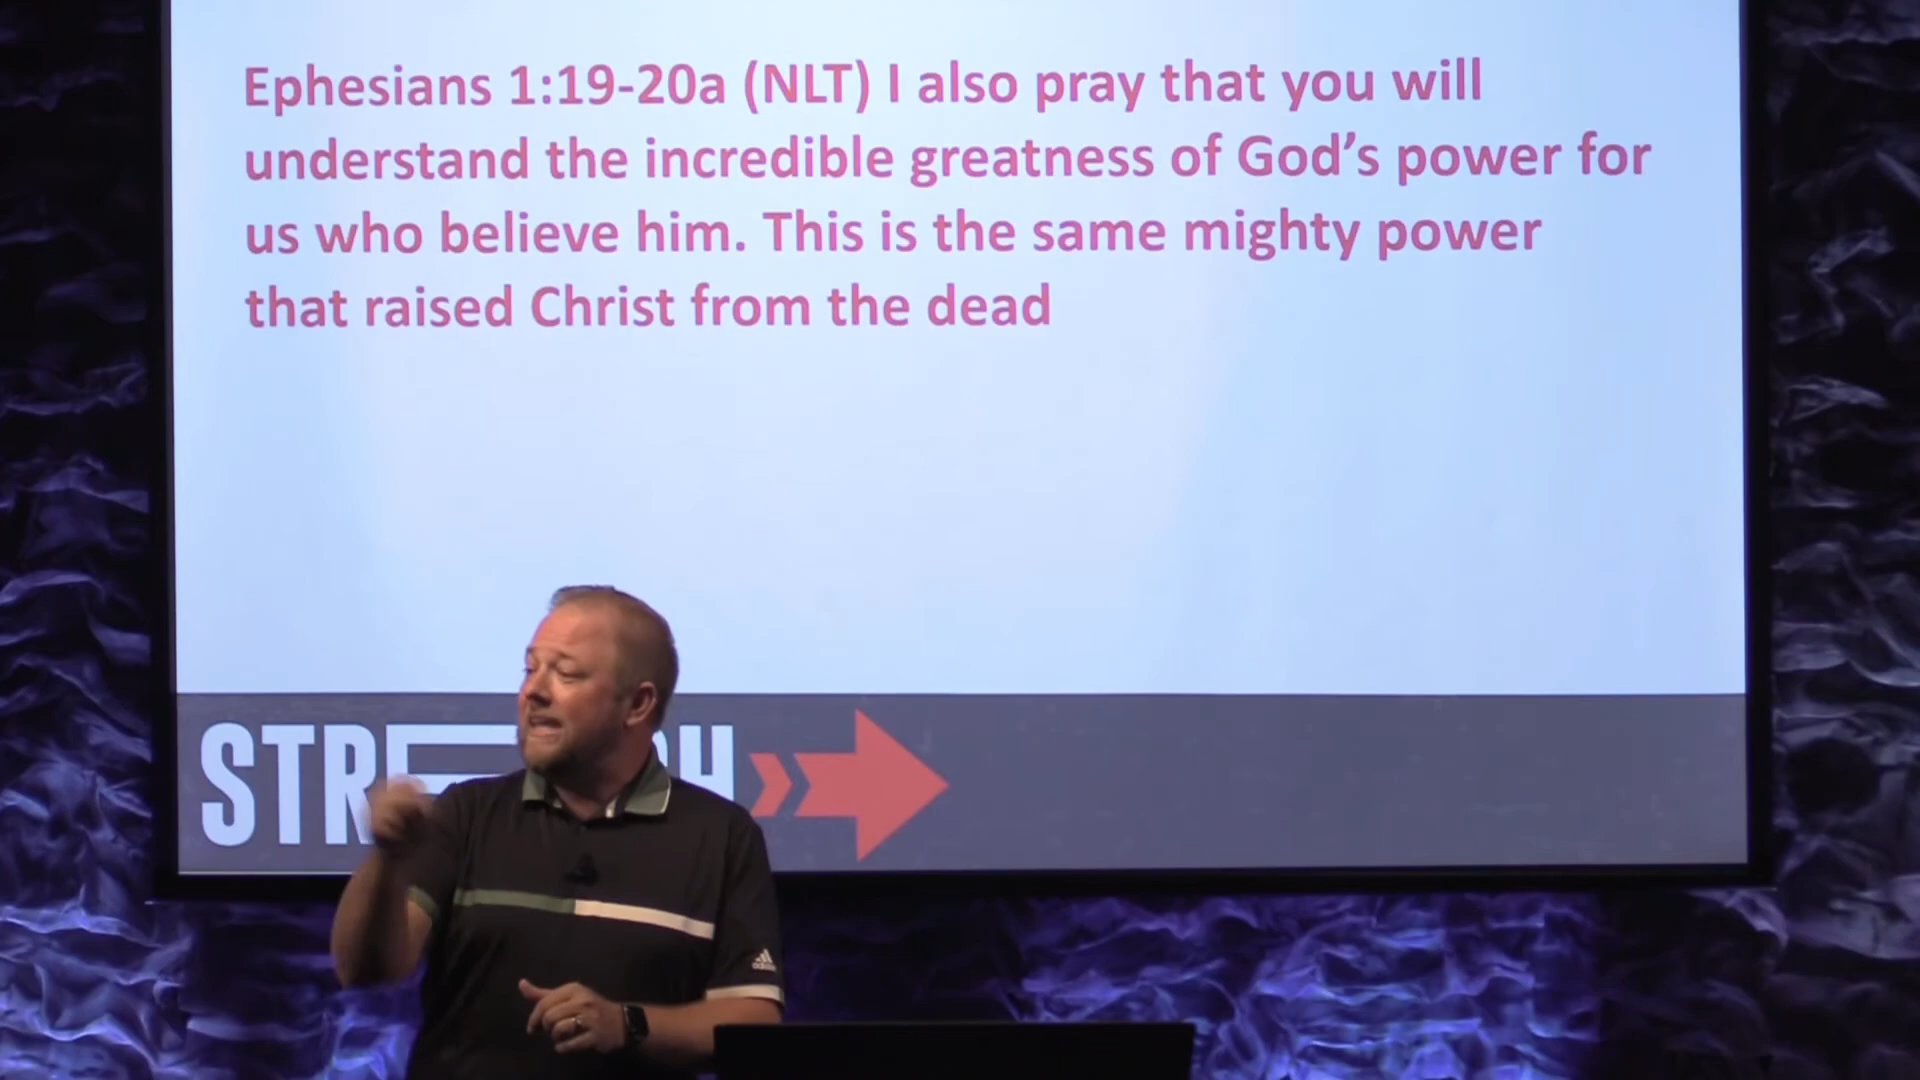 Ephesians 1:19-20a (NLT) I also pray that you will
understand the incredible greatness of God’s power for
us who believe him. This is the same mighty power
that raised Christ from the dead
adidas